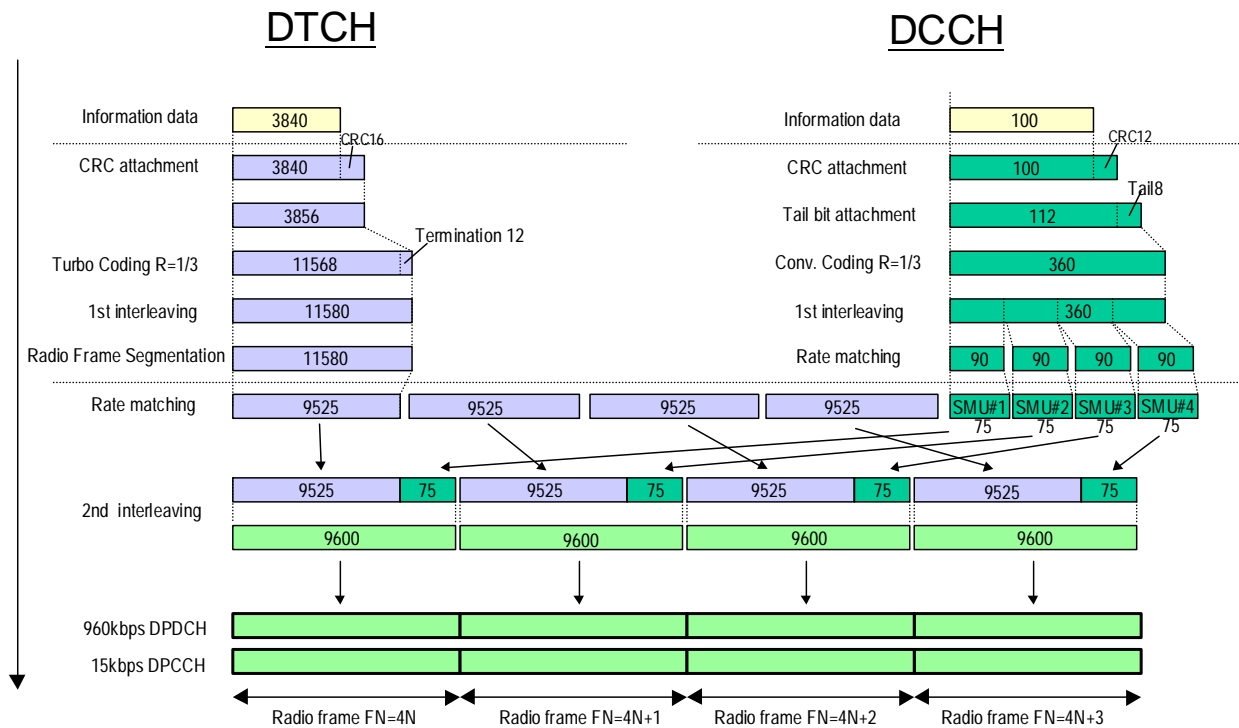 DTCH
DCCH
Information data
3840
Information data
100
CRC16
CRC12
CRC attachment
3840
CRC attachment
100
Tail8
3856
Tail bit attachment
112
Termination 12
Turbo Coding R=1/3
11568
Conv. Coding R=1/3
360
1st interleaving
11580
1st interleaving
360
Radio Frame Segmentation
11580
Rate matching
90 90 90 90
Rate matching
9525 9525 9525 9525
SMU#1 SMU#2 SMU#3 SMU#4
75 75 75 75
9525 75 9525 75 9525 75 9525 75
2nd interleaving
9600 9600 9600 9600
960kbps DPDCH
15kbps DPCCH
Radio frame FN=4N Radio frame FN=4N+1 Radio frame FN=4N+2 Radio frame FN=4N+3